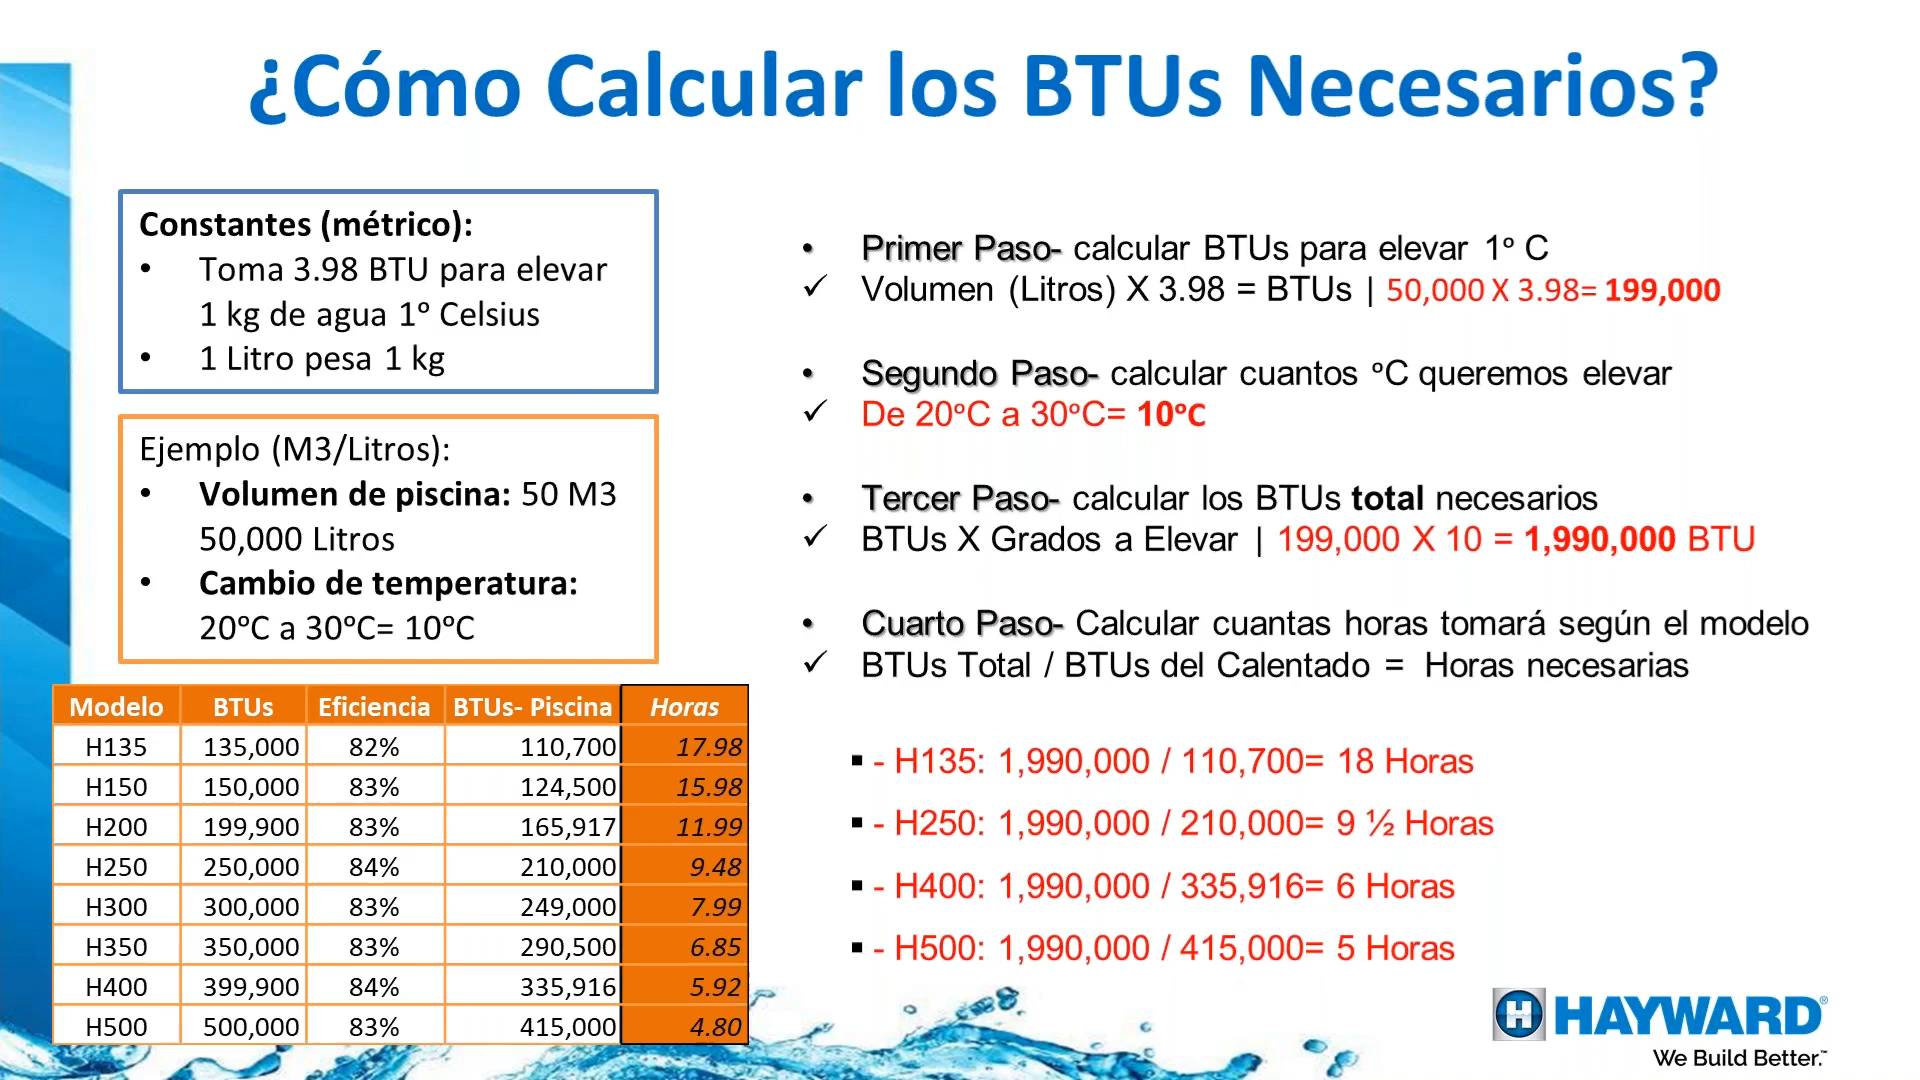 ¿Cómo Calcular los BTUs Necesarios?
Constantes (métrico):
• Toma 3.98 BTU para elevar
1 kg de agua 1º Celsius
• 1 Litro pesa 1 kg
Ejemplo (M3/Litros):
• Volumen de piscina: 50 M3
50,000 Litros
• Cambio de temperatura:
20ºC a 30ºC= 10ºC
Modelo BTUs Eficiencia BTUs- Piscina Horas
H135 135,000 82% 110,700 17.98
H150 150,000 83% 124,500 15.98
H200 199,900 83% 165,917 11.99
H250 250,000 84% 210,000 9.48
H300 300,000 83% 249,000 7.99
H350 350,000 83% 290,500 6.85
H400 399,900 84% 335,916 5.92
H500 500,000 83% 415,000 4.80
• Primer Paso- calcular BTUs para elevar 1º C
✓ Volumen (Litros) X 3.98 = BTUs | 50,000 X 3.98= 199,000
• Segundo Paso- calcular cuantos ºC queremos elevar
✓ De 20ºC a 30ºC= 10ºC
• Tercer Paso- calcular los BTUs total necesarios
✓ BTUs X Grados a Elevar | 199,000 X 10 = 1,990,000 BTU
• Cuarto Paso- Calcular cuantas horas tomará según el modelo
✓ BTUs Total / BTUs del Calentado = Horas necesarias
▪ - H135: 1,990,000 / 110,700= 18 Horas
▪ - H250: 1,990,000 / 210,000= 9 ½ Horas
▪ - H400: 1,990,000 / 335,916= 6 Horas
▪ - H500: 1,990,000 / 415,000= 5 Horas
H HAYWARD®
We Build Better.™